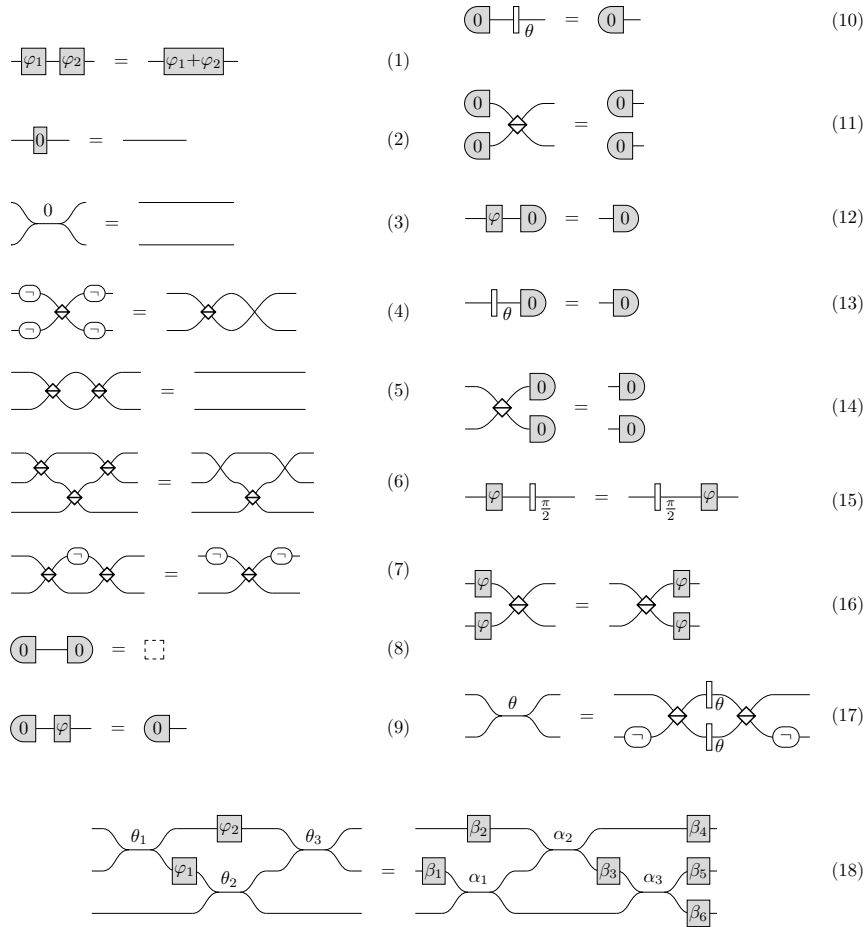 φ₁ φ₂ = φ₁+φ₂ (1)
0 = (2)
0 = (3)
¬ ¬ ¬ ¬ = (4)
= (5)
= (6)
¬ = ¬ ¬ (7)
0 0 = (8)
0 φ = 0 (9)
0 θ = 0 (10)
0 0 = 0 0 (11)
φ 0 = 0 (12)
θ 0 = 0 (13)
0 0 = 0 0 (14)
φ π/2 = π/2 φ (15)
φ φ = φ φ (16)
θ = ¬ θ θ ¬ (17)
θ₁ φ₂ θ₃ φ₁ θ₂ = β₂ α₂ β₄ β₁ α₁ β₃ α₃ β₅ β₆ (18)